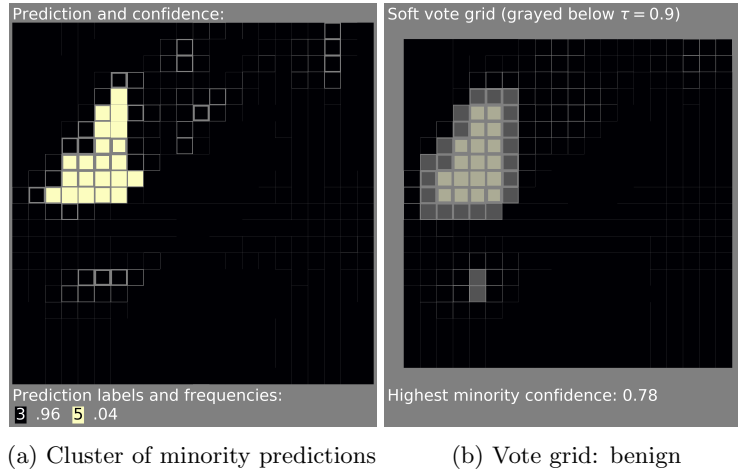 Prediction and confidence:
Prediction labels and frequencies:
3 .96 5 .04
(a) Cluster of minority predictions
Soft vote grid (grayed below τ = 0.9)
Highest minority confidence: 0.78
(b) Vote grid: benign